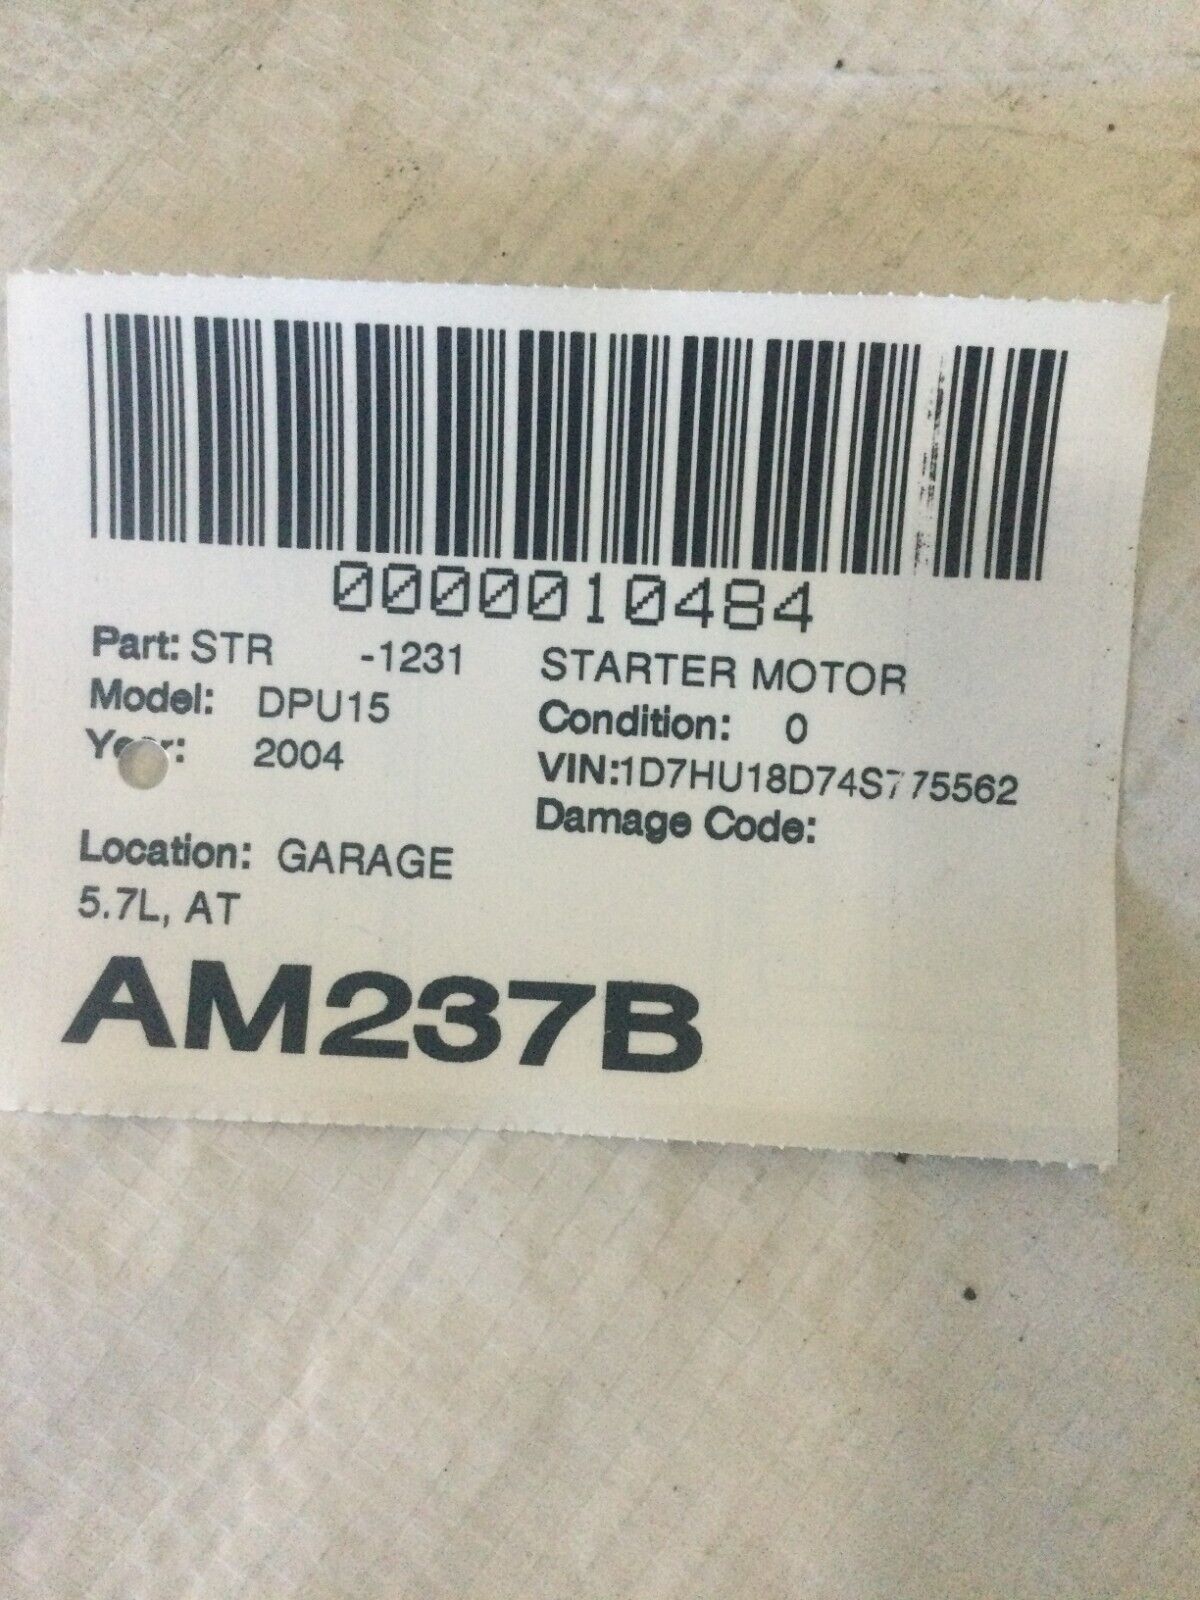 0000010484
Part: STR -1231 STARTER MOTOR
Model: DPU15 Condition: 0
Year: 2004 VIN:1D7HU18D74S775562
Damage Code:
Location: GARAGE
5.7L, AT
AM237B